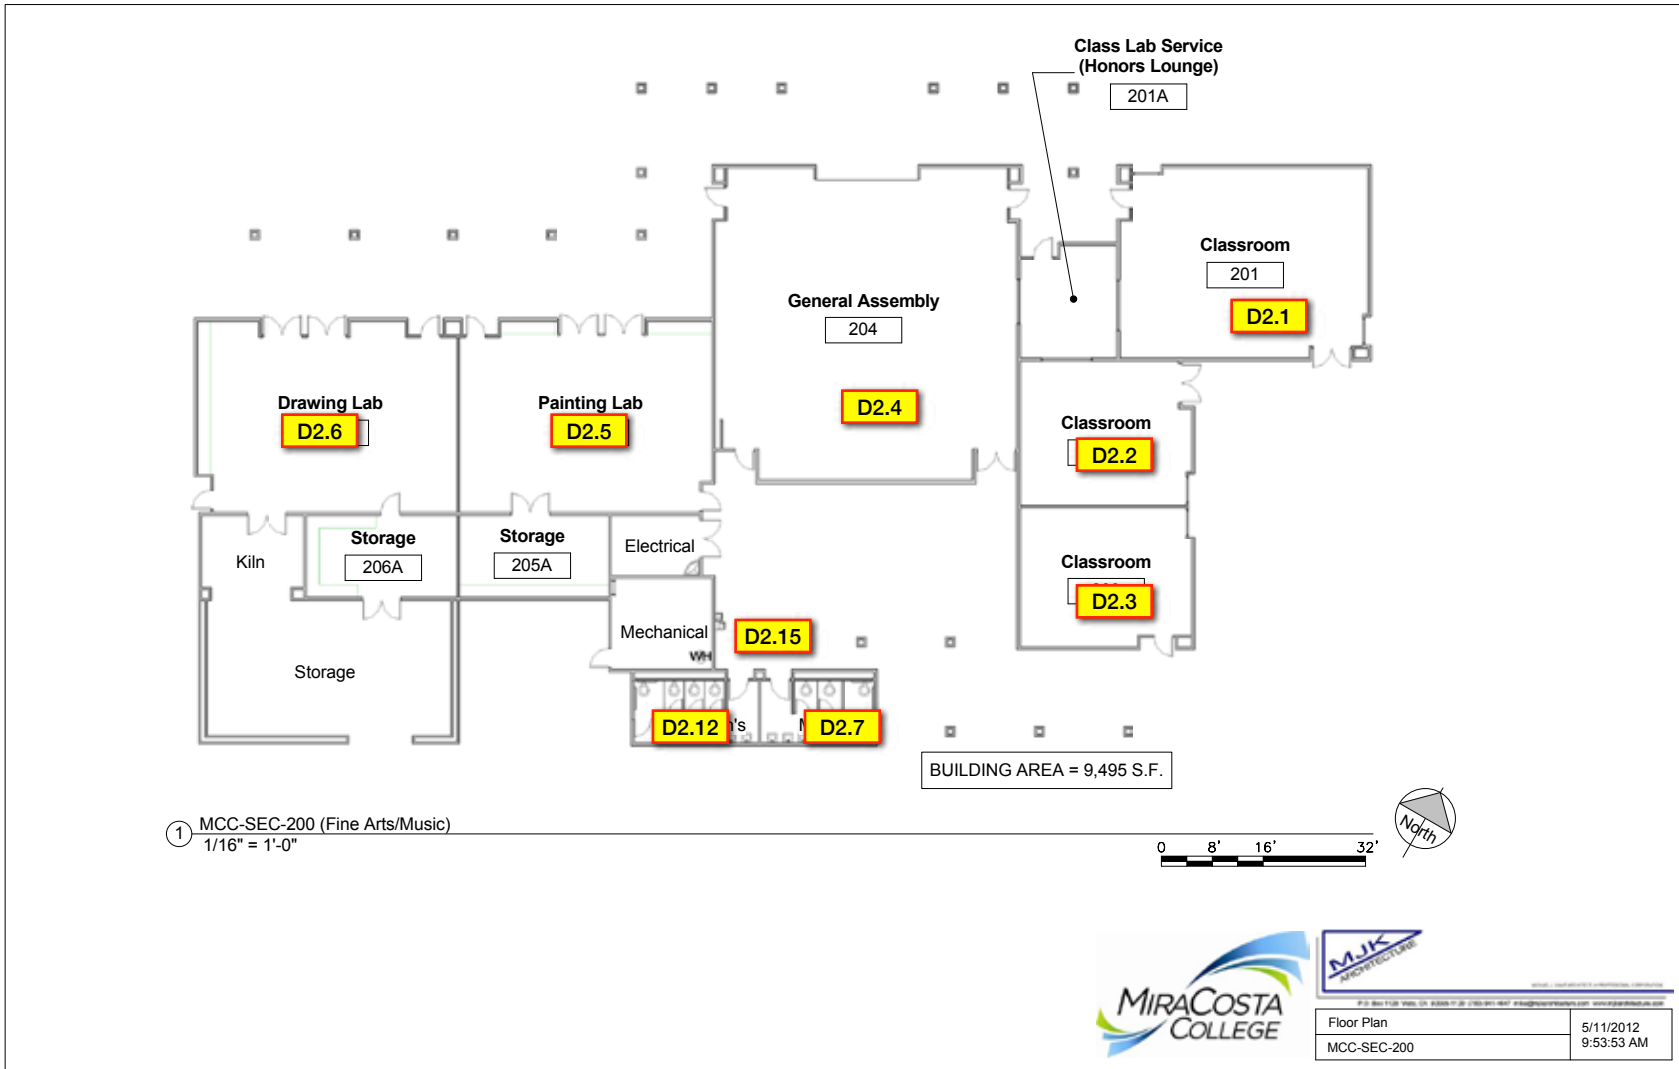 Class Lab Service
(Honors Lounge)
201A
Classroom
201
D2.1
General Assembly
204
D2.4
Drawing Lab
D2.6
Painting Lab
D2.5
Classroom
D2.2
Storage
206A
Storage
205A
Electrical
Kiln
Classroom
D2.3
Mechanical
WH
D2.15
Storage
D2.12
n's
M
D2.7
BUILDING AREA = 9,495 S.F.
1
MCC-SEC-200 (Fine Arts/Music)
1/16" = 1'-0"
0 8' 16' 32'
North
MIRACOSTA
COLLEGE
MJK
ARCHITECTURE
Floor Plan
MCC-SEC-200
5/11/2012
9:53:53 AM